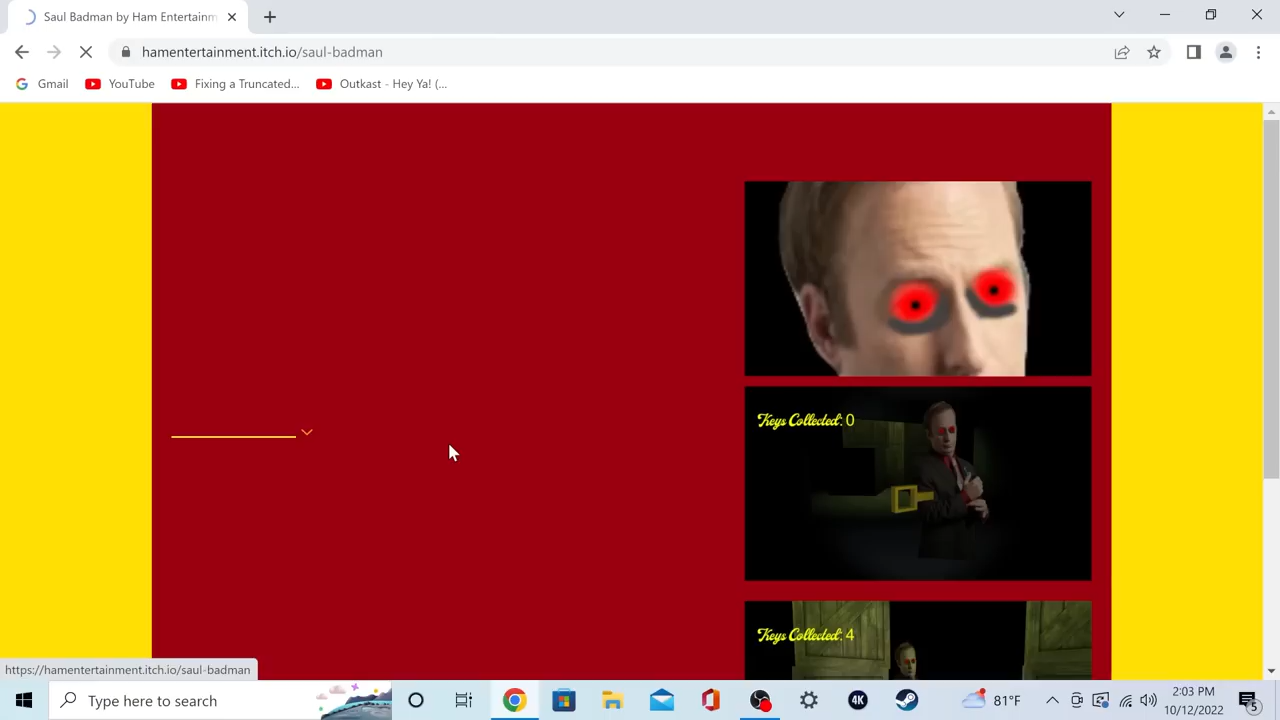 Saul Badman by Ham Entertainm
hamentertainment.itch.io/saul-badman
Gmail
YouTube
Fixing a Truncated...
Outkast - Hey Ya! (...
Keys Collected: 0
Keys Collected: 4
https://hamentertainment.itch.io/saul-badman
Type here to search
4K
81°F
2:03 PM
10/12/2022
5